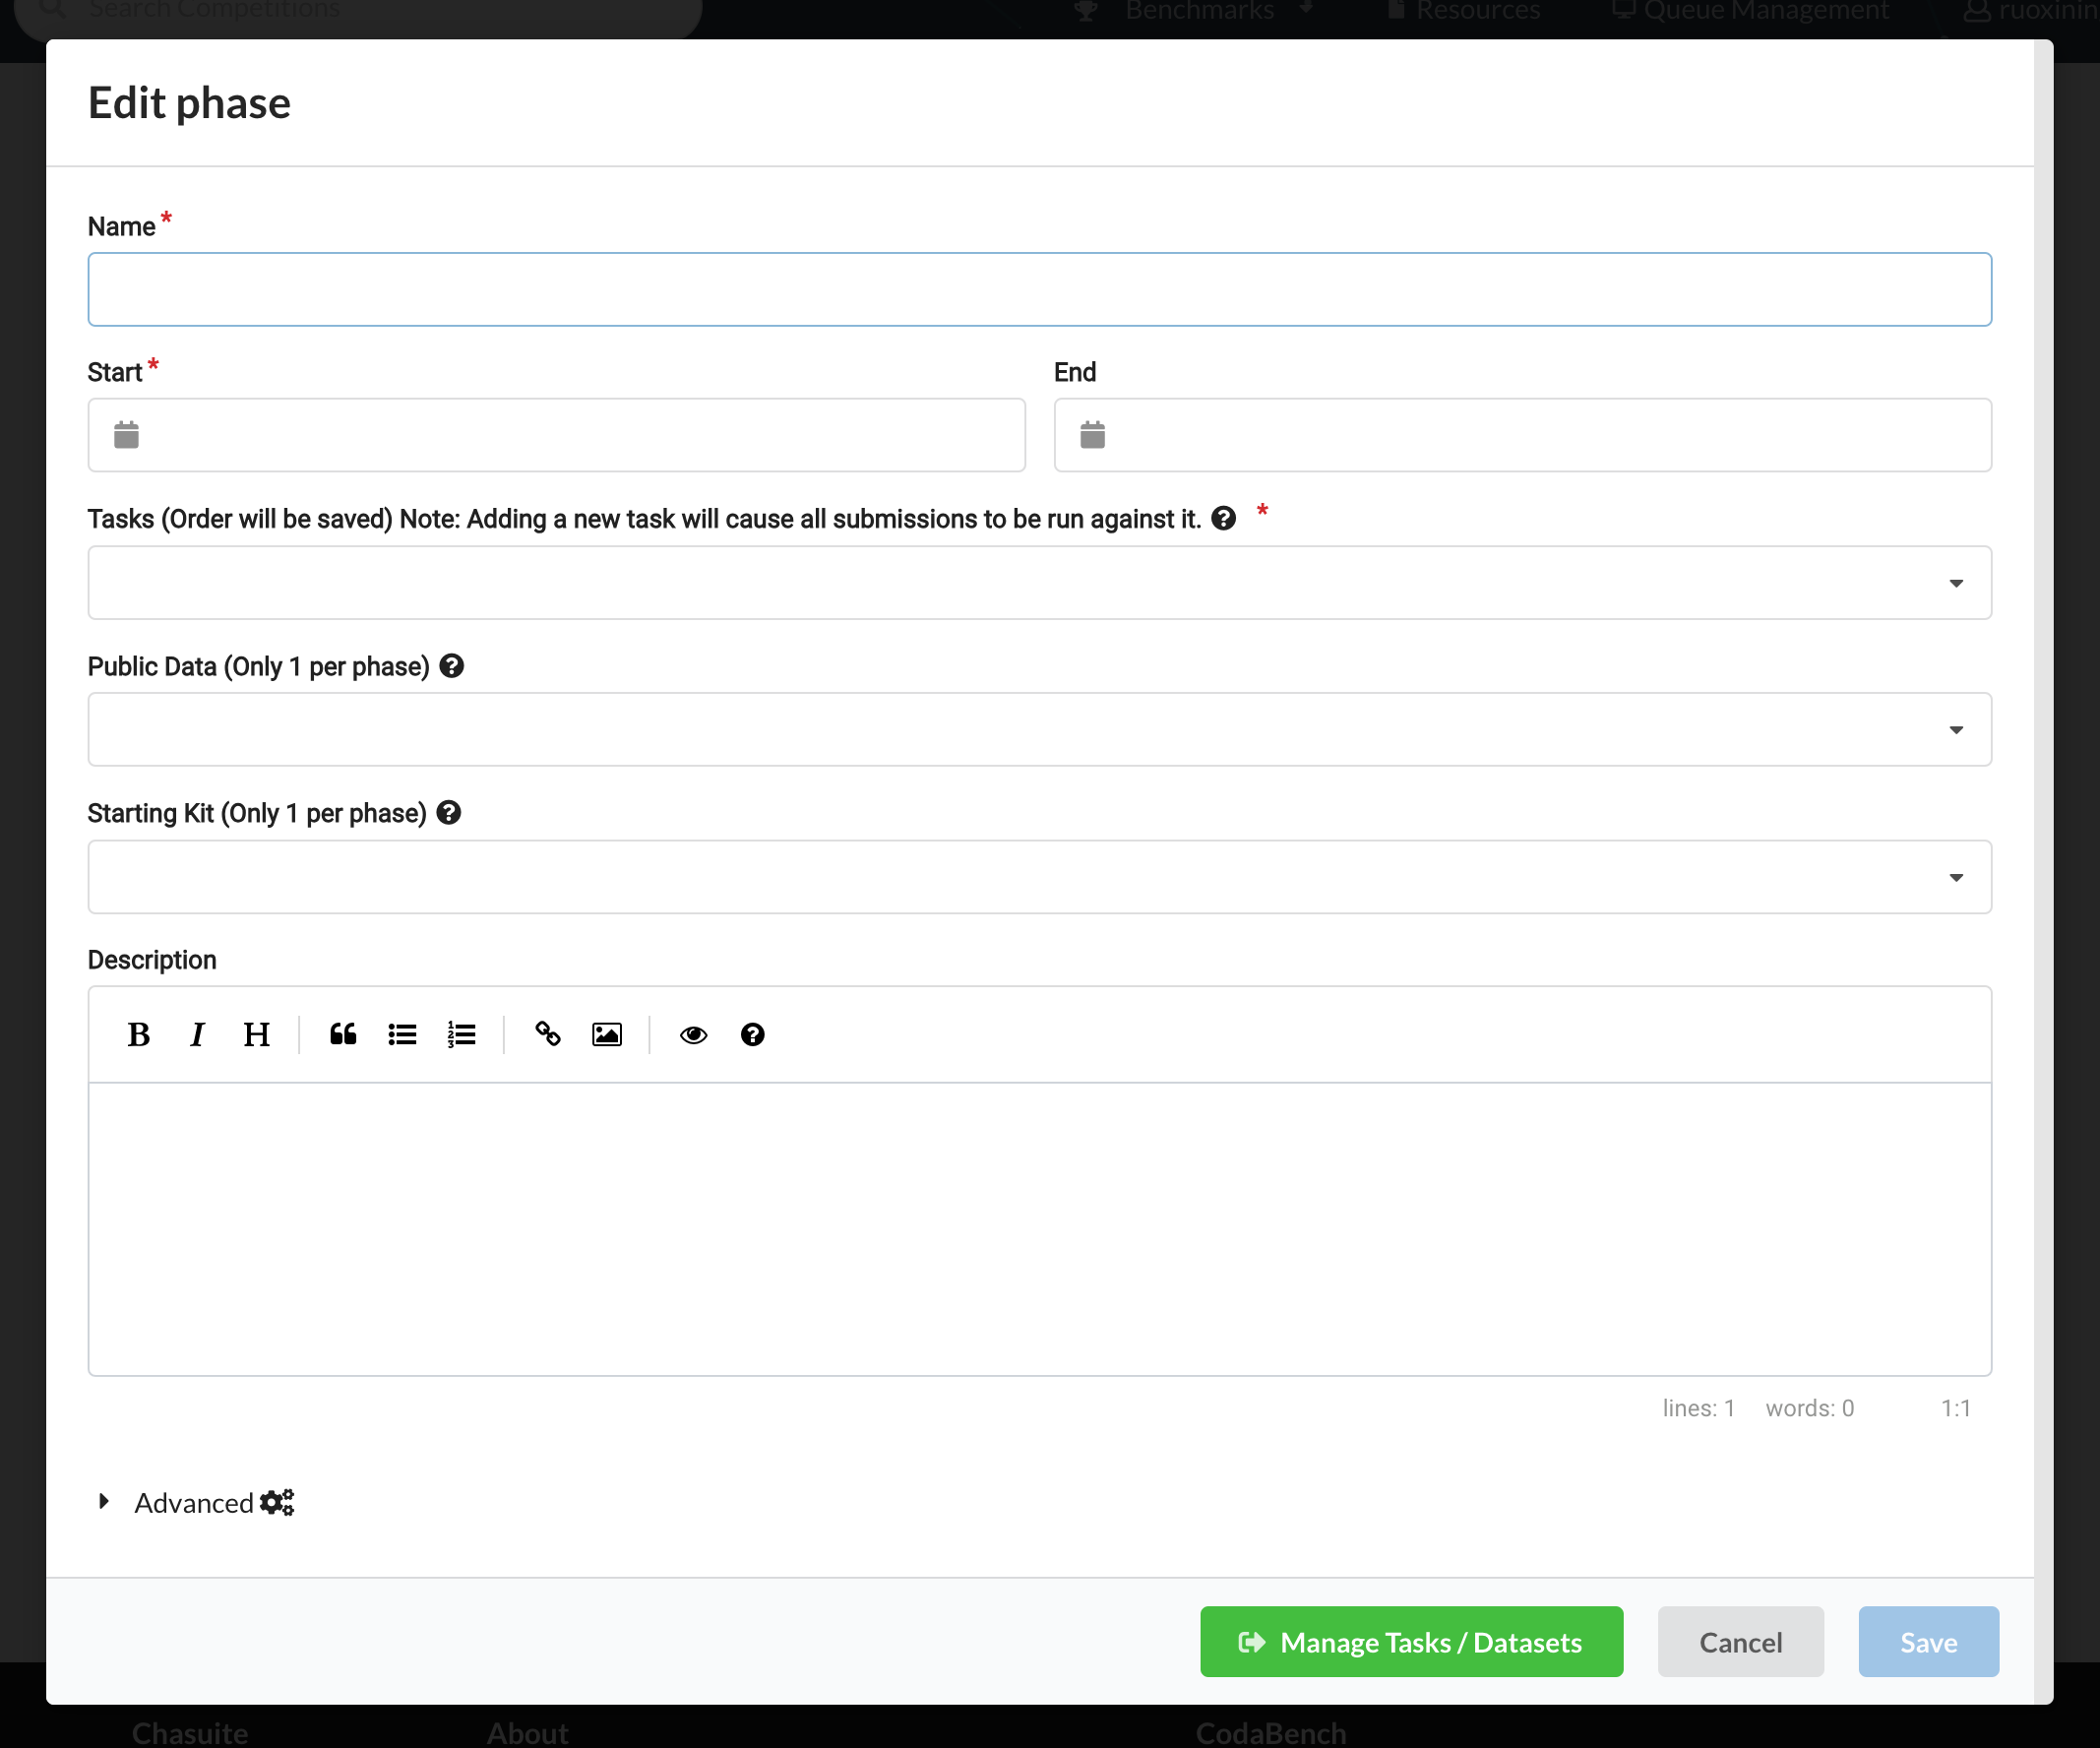 Search Competitions Benchmarks Resources Queue Management ruoxinin
Edit phase
Name *
Start *
End
Tasks (Order will be saved) Note: Adding a new task will cause all submissions to be run against it. *
Public Data (Only 1 per phase)
Starting Kit (Only 1 per phase)
Description
B I H
lines: 1 words: 0 1:1
Advanced
Manage Tasks / Datasets Cancel Save
Chasuite About CodaBench